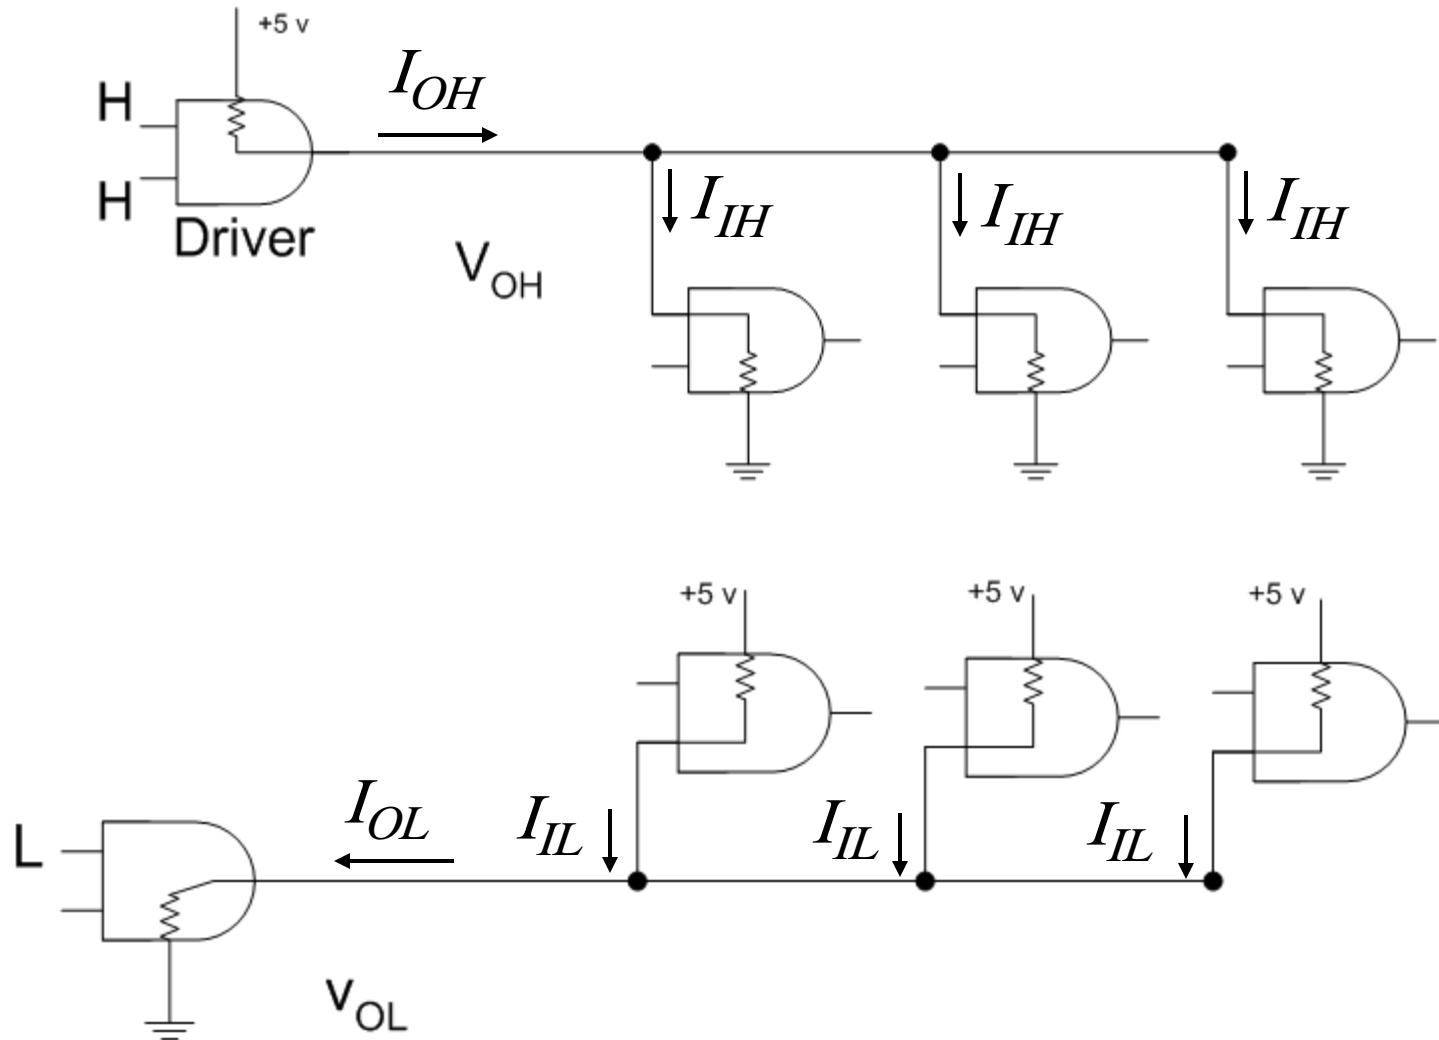 +5 v
I_OH
H
H
Driver
V_OH
I_IH
I_IH
I_IH
+5 v
+5 v
+5 v
L
I_OL
I_IL
I_IL
I_IL
v_OL